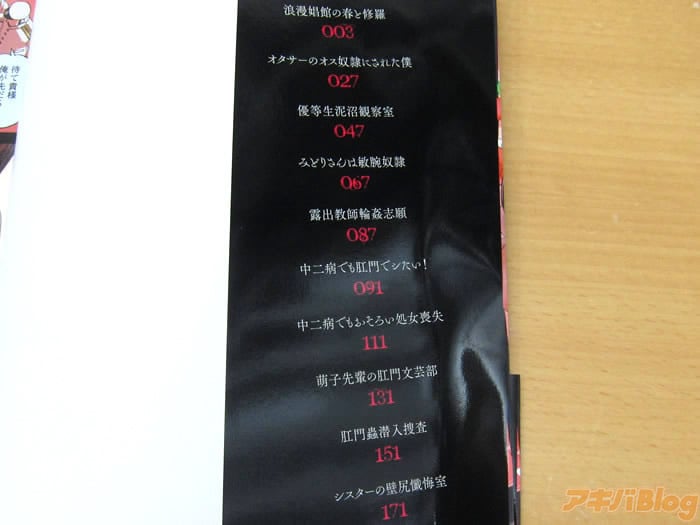 浪漫娼館の春と修羅
003
オタサーのオス奴隷にされた僕
027
優等生泥沼観察室
047
みどりさんは敏腕奴隷
067
露出教師輪姦志願
087
中二病でも肛門でシたい!
091
中二病でもおそろい処女喪失
111
萌子先輩の肛門文芸部
131
肛門蟲潜入捜査
151
シスターの壁尻懺悔室
171
待て貴様
俺が先だろ
アキバBlog